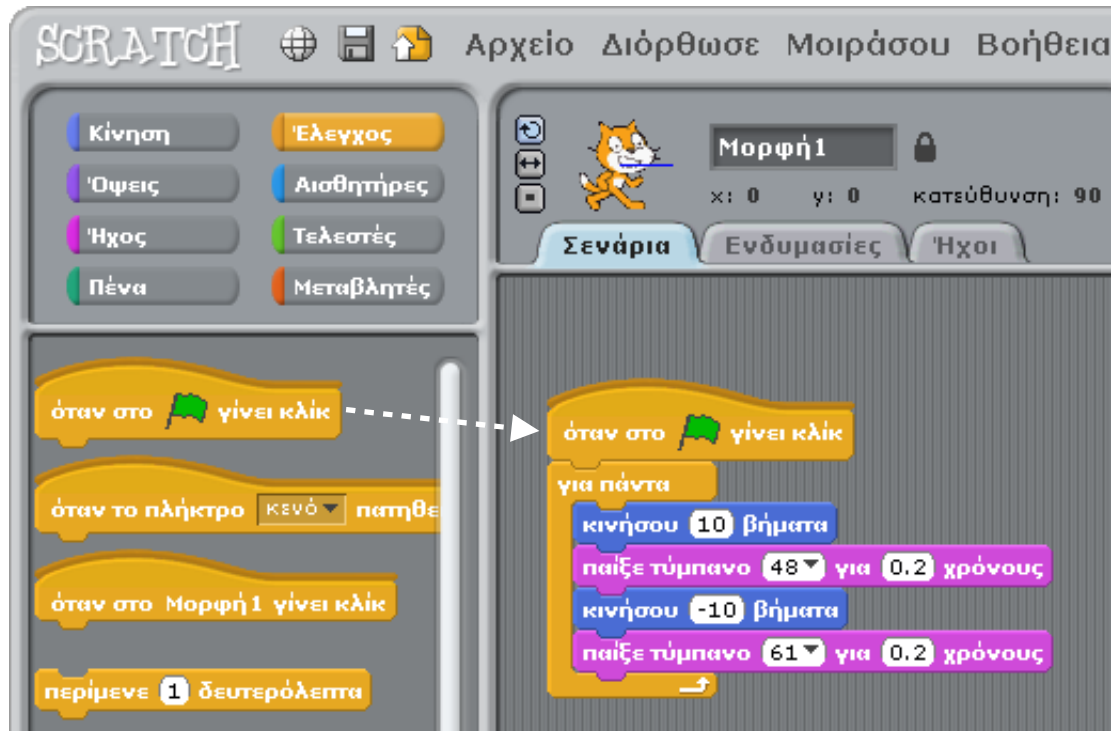 SCRATCH Αρχείο Διόρθωσε Μοιράσου Βοήθεια
Κίνηση Έλεγχος
Όψεις Αισθητήρες
Ήχος Τελεστές
Πένα Μεταβλητές
Μορφή1
x: 0 y: 0 κατεύθυνση: 90
Σενάρια Ενδυμασίες Ήχοι
όταν στο γίνει κλίκ
όταν το πλήκτρο κενό πατηθε
όταν στο Μορφή1 γίνει κλίκ
περίμενε 1 δευτερόλεπτα
όταν στο γίνει κλίκ
για πάντα
κινήσου 10 βήματα
παίξε τύμπανο 48 για 0.2 χρόνους
κινήσου -10 βήματα
παίξε τύμπανο 61 για 0.2 χρόνους